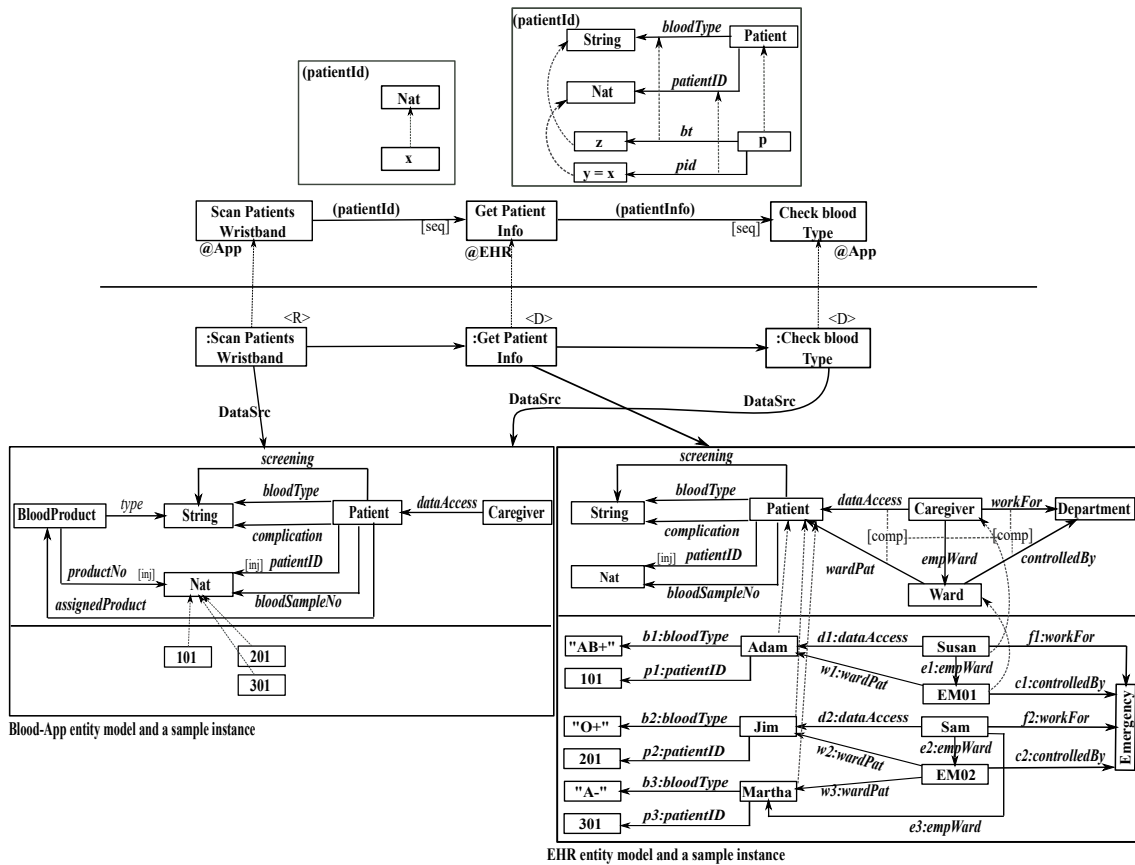 (patientId)
String
bloodType
Patient
(patientId)
Nat
Nat
patientID
x
z
bt
p
y = x
pid
Scan Patients
Wristband
(patientId)
[seq]
Get Patient
Info
(patientInfo)
[seq]
Check blood
Type
@App
@EHR
@App
<R>
<D>
<D>
:Scan Patients
Wristband
:Get Patient
Info
:Check blood
Type
DataSrc
DataSrc
DataSrc
screening
bloodType
BloodProduct
type
String
Patient
dataAccess
Caregiver
complication
productNo
[inj]
Nat
[inj]
patientID
assignedProduct
bloodSampleNo
101
201
301
Blood-App entity model and a sample instance
screening
bloodType
String
Patient
dataAccess
Caregiver
workFor
Department
complication
[comp]
[comp]
[inj]
patientID
empWard
controlledBy
Nat
wardPat
bloodSampleNo
Ward
"AB+"
b1:bloodType
Adam
d1:dataAccess
Susan
f1:workFor
e1:empWard
101
p1:patientID
w1:wardPat
EM01
c1:controlledBy
"O+"
b2:bloodType
Jim
d2:dataAccess
Sam
f2:workFor
Emergency
e2:empWard
201
p2:patientID
w2:wardPat
EM02
c2:controlledBy
"A-"
b3:bloodType
Martha
w3:wardPat
301
p3:patientID
e3:empWard
EHR entity model and a sample instance